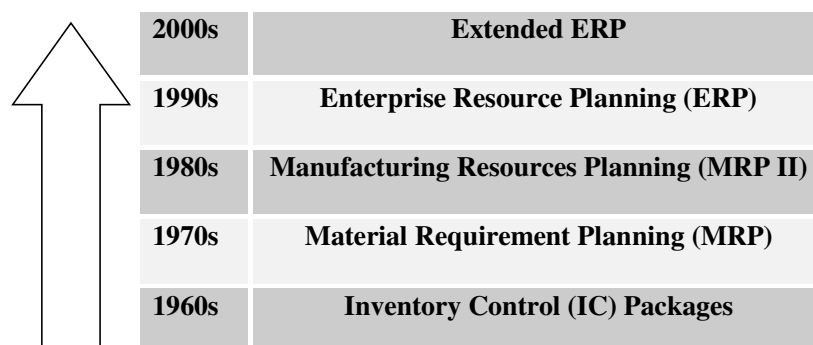 2000s Extended ERP
1990s Enterprise Resource Planning (ERP)
1980s Manufacturing Resources Planning (MRP II)
1970s Material Requirement Planning (MRP)
1960s Inventory Control (IC) Packages